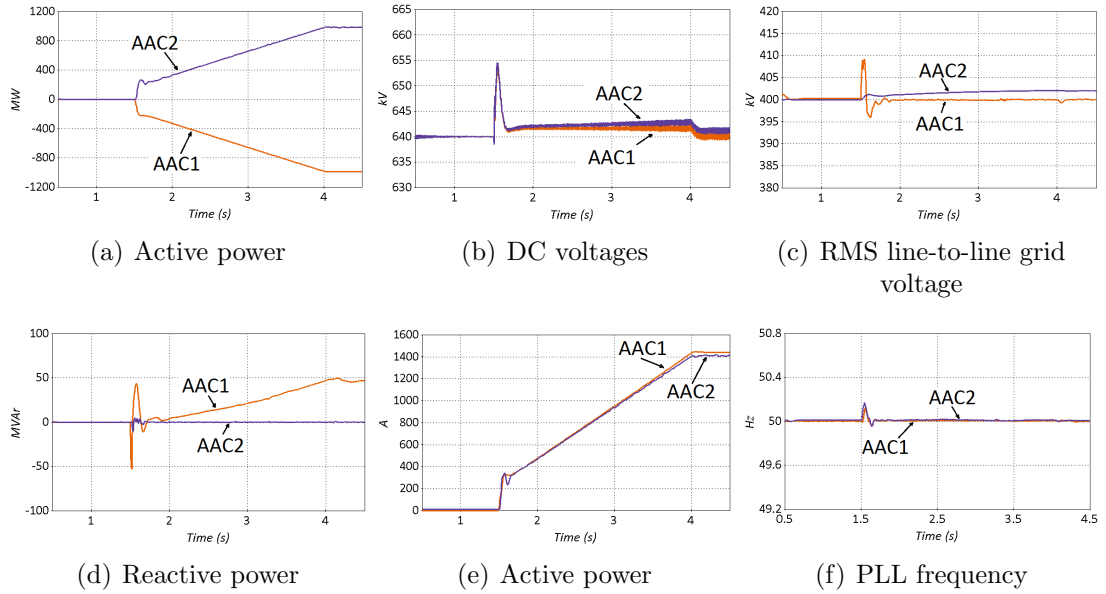 1200
800
400
0
-400
-800
-1200
MW
AAC2
AAC1
1 2 3 4
Time (s)
(a) Active power
660
655
650
645
640
635
630
kV
AAC2
AAC1
1 2 3 4
Time (s)
(b) DC voltages
420
415
410
405
400
395
390
385
380
kV
AAC2
AAC1
1 2 3 4
Time (s)
(c) RMS line-to-line grid
voltage
100
50
0
-50
-100
MVAr
AAC1
AAC2
1 2 3 4
Time (s)
(d) Reactive power
1600
1400
1200
1000
800
600
400
200
0
A
AAC1
AAC2
1 2 3 4
Time (s)
(e) Active power
50.8
50.4
50
49.6
49.2
Hz
AAC2
AAC1
0.5 1.5 2.5 3.5 4.5
Time (s)
(f) PLL frequency